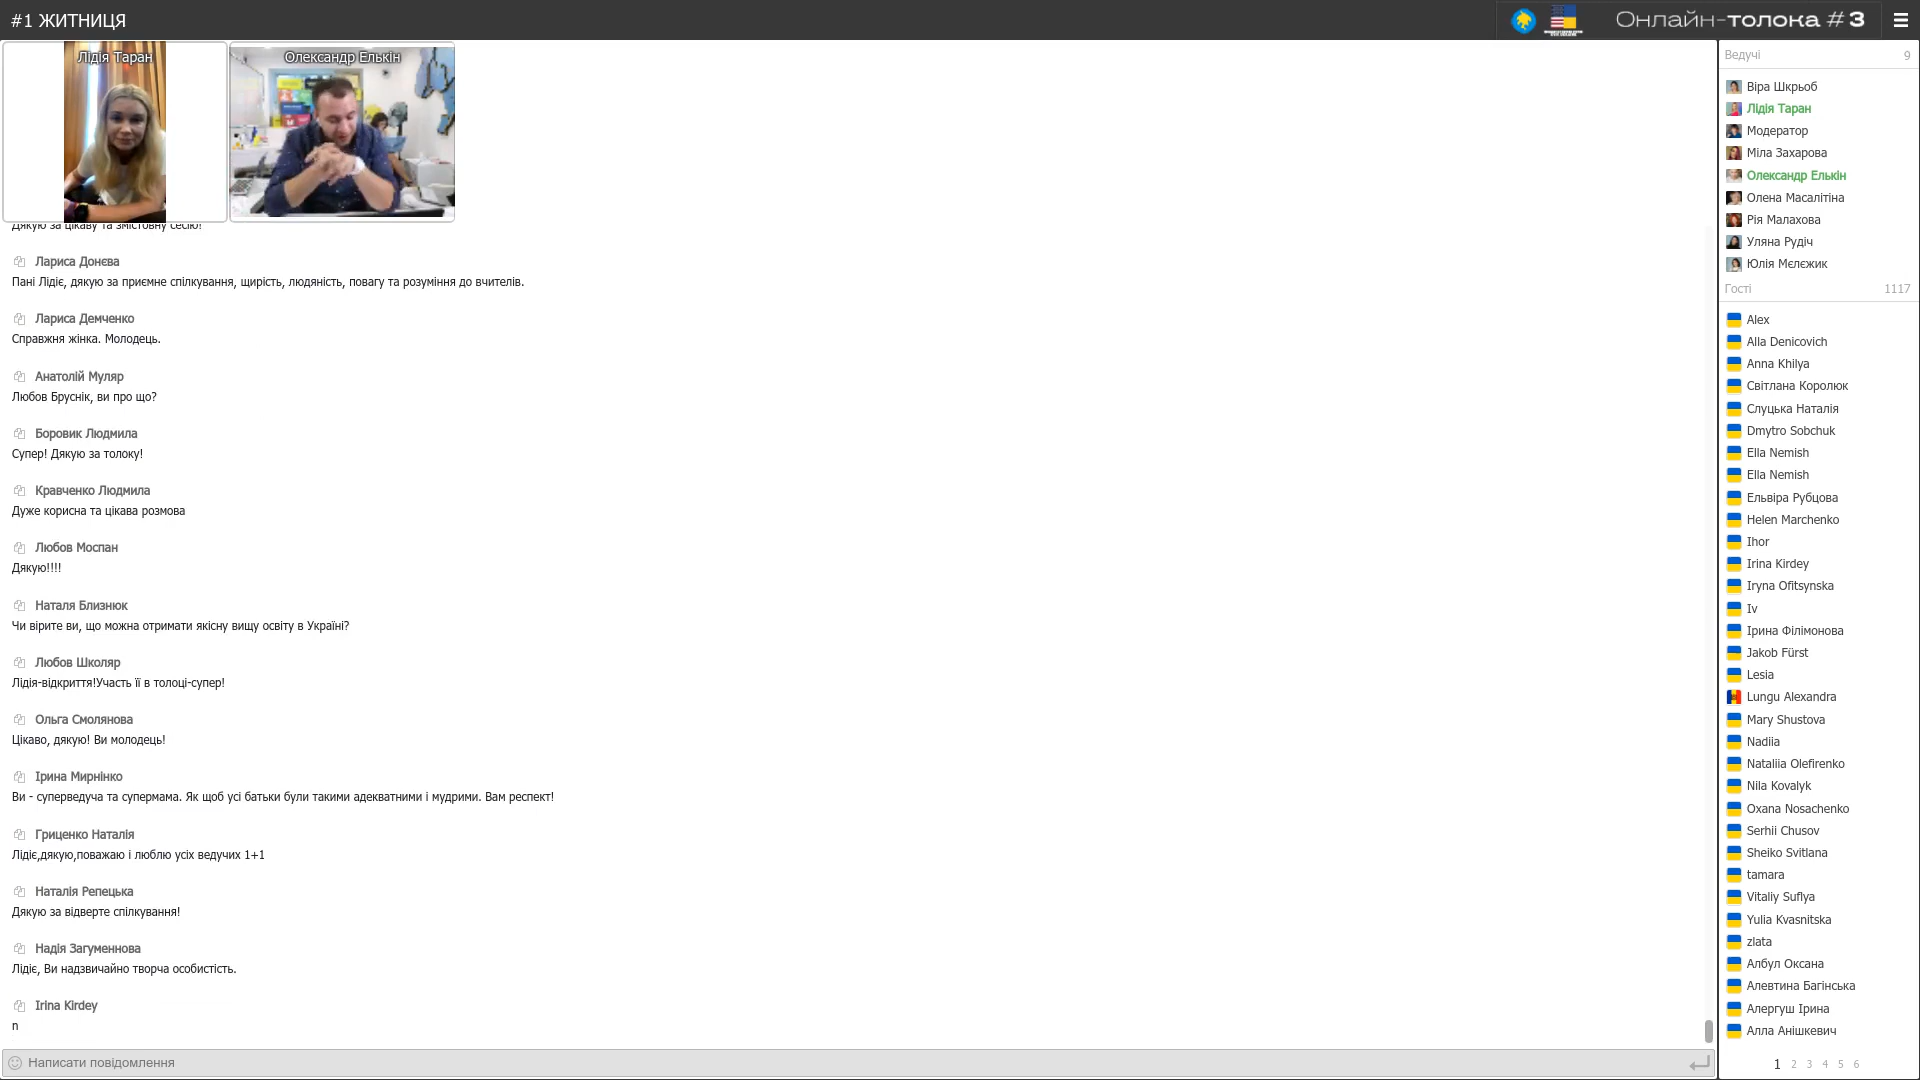 #1 ЖИТНИЦЯ
Онлайн-толока # 3
Лідія Таран
Олександр Елькін
Дякую за цікаву та змістовну сесію!
Лариса Донєва
Пані Лідіє, дякую за приємне спілкування, щирість, людяність, повагу та розуміння до вчителів.
Лариса Демченко
Справжня жінка. Молодець.
Анатолій Муляр
Любов Бруснік, ви про що?
Боровик Людмила
Супер! Дякую за толоку!
Кравченко Людмила
Дуже корисна та цікава розмова
Любов Моспан
Дякую!!!!
Наталя Близнюк
Чи вірите ви, що можна отримати якісну вищу освіту в Україні?
Любов Школяр
Лідія-відкриття!Участь її в толоці-супер!
Ольга Смолянова
Цікаво, дякую! Ви молодець!
Ірина Мирнінко
Ви - суперведуча та супермама. Як щоб усі батьки були такими адекватними і мудрими. Вам респект!
Гриценко Наталія
Лідіє,дякую,поважаю і люблю усіх ведучих 1+1
Наталія Репецька
Дякую за відверте спілкування!
Надія Загуменнова
Лідіє, Ви надзвичайно творча особистість.
Irina Kirdey
n
Написати повідомлення
Ведучі 9
Віра Шкрьоб
Лідія Таран
Модератор
Міла Захарова
Олександр Елькін
Олена Масалітіна
Рія Малахова
Уляна Рудіч
Юлія Мєлєжик
Гості 1117
Alex
Alla Denicovich
Anna Khilya
Світлана Королюк
Слуцька Наталія
Dmytro Sobchuk
Ella Nemish
Ella Nemish
Ельвіра Рубцова
Helen Marchenko
Ihor
Irina Kirdey
Iryna Ofitsynska
Iv
Ірина Філімонова
Jakob Fürst
Lesia
Lungu Alexandra
Mary Shustova
Nadiia
Nataliia Olefirenko
Nila Kovalyk
Oxana Nosachenko
Serhii Chusov
Sheiko Svitlana
tamara
Vitaliy Suflya
Yulia Kvasnitska
zlata
Албул Оксана
Алевтина Багінська
Алергуш Ірина
Алла Анішкевич
1 2 3 4 5 6